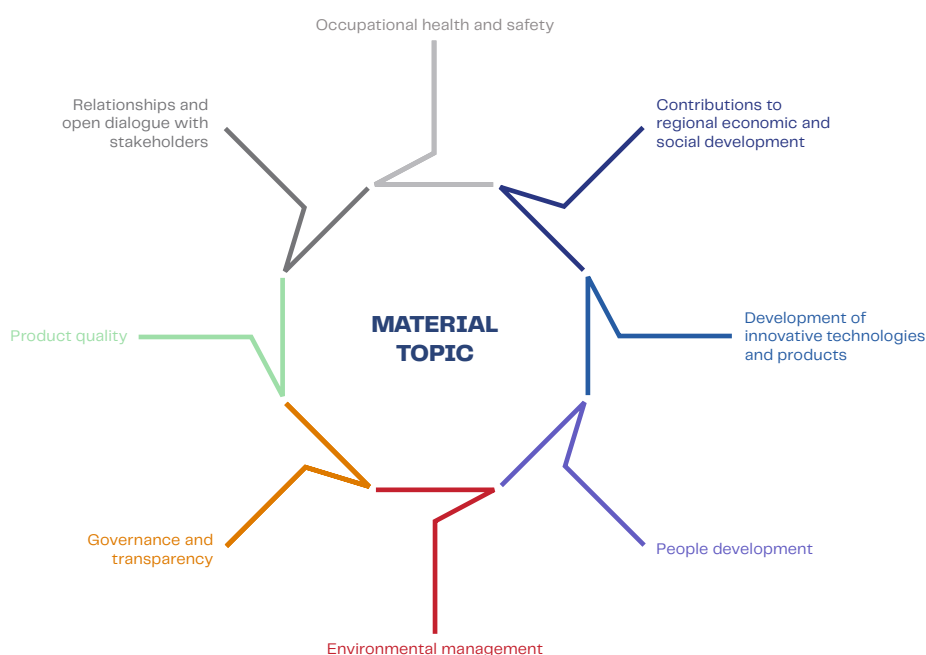 Occupational health and safety
Relationships and
open dialogue with
stakeholders
Contributions to
regional economic and
social development
Product quality
MATERIAL
TOPIC
Development of
innovative technologies
and products
Governance and
transparency
People development
Environmental management